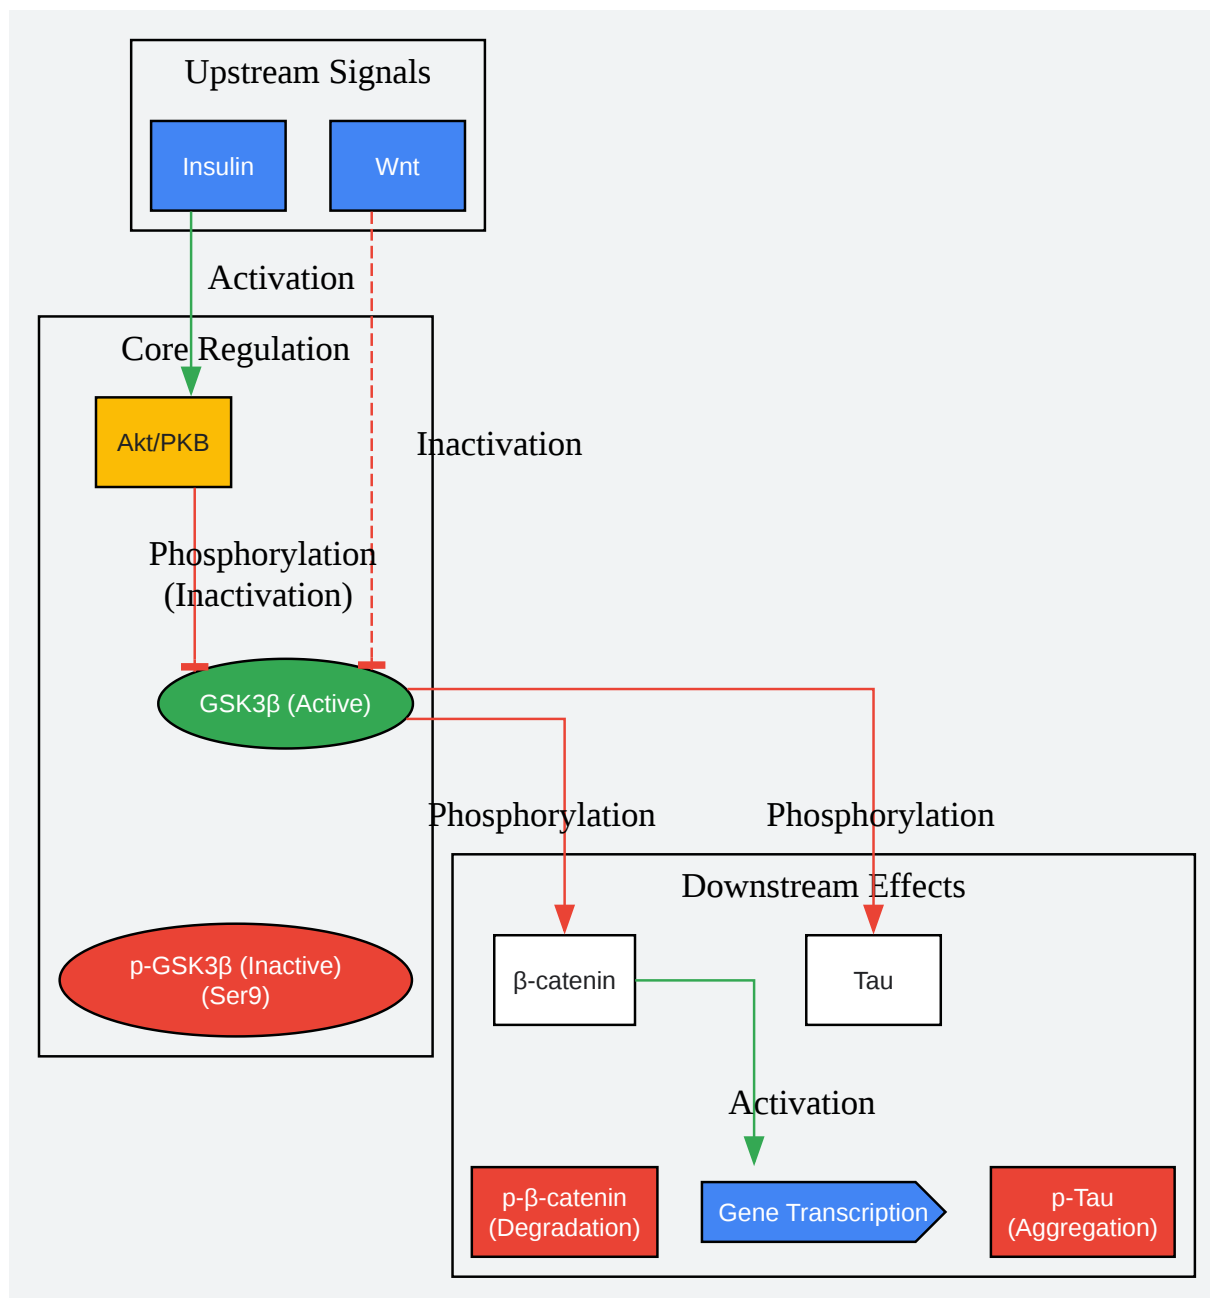 Upstream Signals
Insulin
Wnt
Activation
Core Regulation
Akt/PKB
Inactivation
Phosphorylation
(Inactivation)
GSK3β (Active)
Phosphorylation
Phosphorylation
Downstream Effects
p-GSK3β (Inactive)
(Ser9)
β-catenin
Tau
Activation
p-β-catenin
(Degradation)
Gene Transcription
p-Tau
(Aggregation)